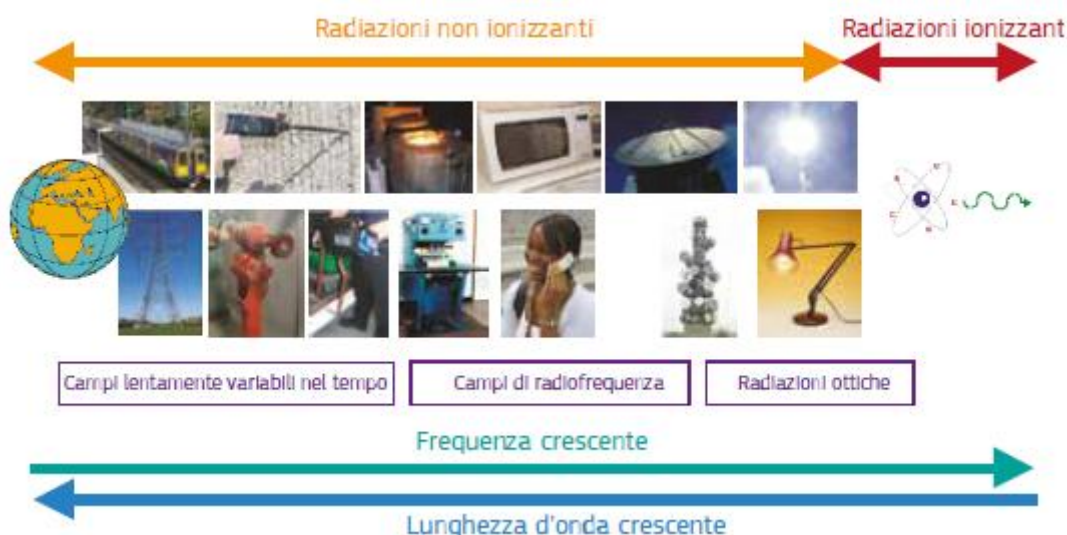 Radiazioni non ionizzanti
Radiazioni ionizzant
Campi lentamente variabili nel tempo
Campi di radiofrequenza
Radiazioni ottiche
Frequenza crescente
Lunghezza d'onda crescente